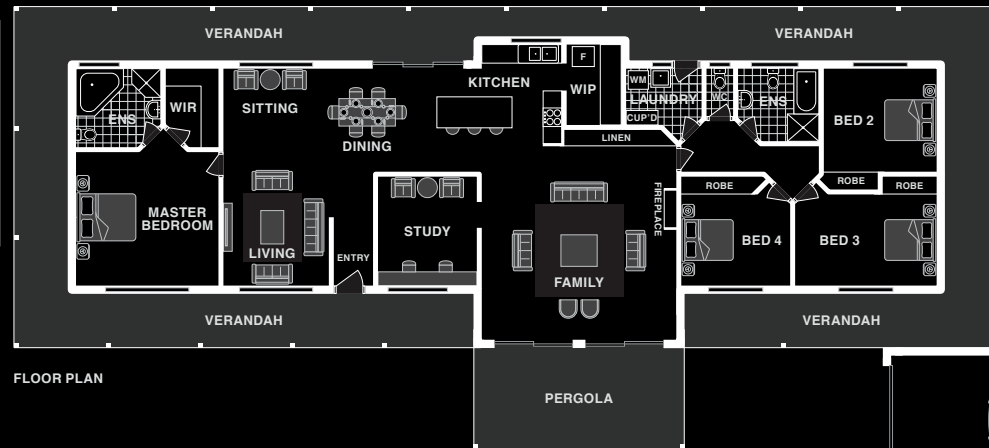 VERANDAH
VERANDAH
KITCHEN
F
WIP
WM
LAUNDRY
WC
ENS
CUP'D
WIR
ENS
SITTING
DINING
LINEN
BED 2
ROBE
ROBE
ROBE
FIREPLACE
MASTER
BEDROOM
LIVING
ENTRY
STUDY
FAMILY
BED 4
BED 3
VERANDAH
VERANDAH
FLOOR PLAN
PERGOLA